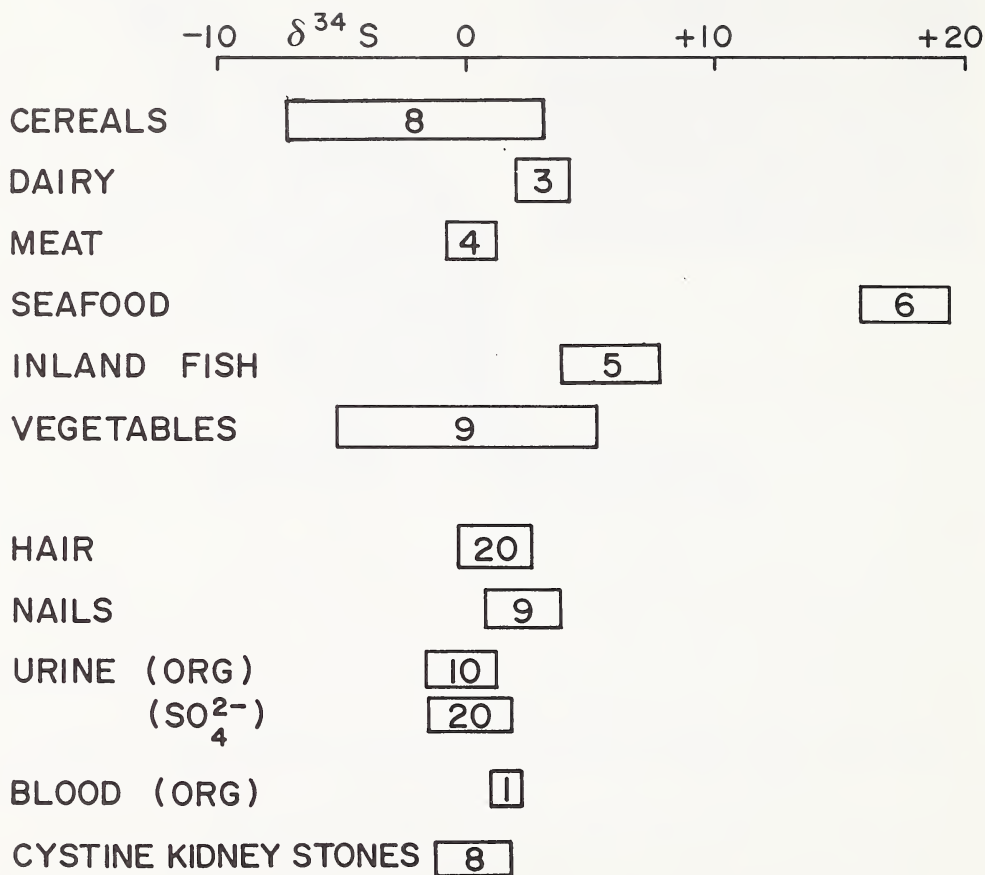 -10 δ³⁴ S 0 +10 +20
CEREALS 8
DAIRY 3
MEAT 4
SEAFOOD 6
INLAND FISH 5
VEGETABLES 9
HAIR 20
NAILS 9
URINE (ORG) 10
(SO₄²⁻) 20
BLOOD (ORG) 1
CYSTINE KIDNEY STONES 8